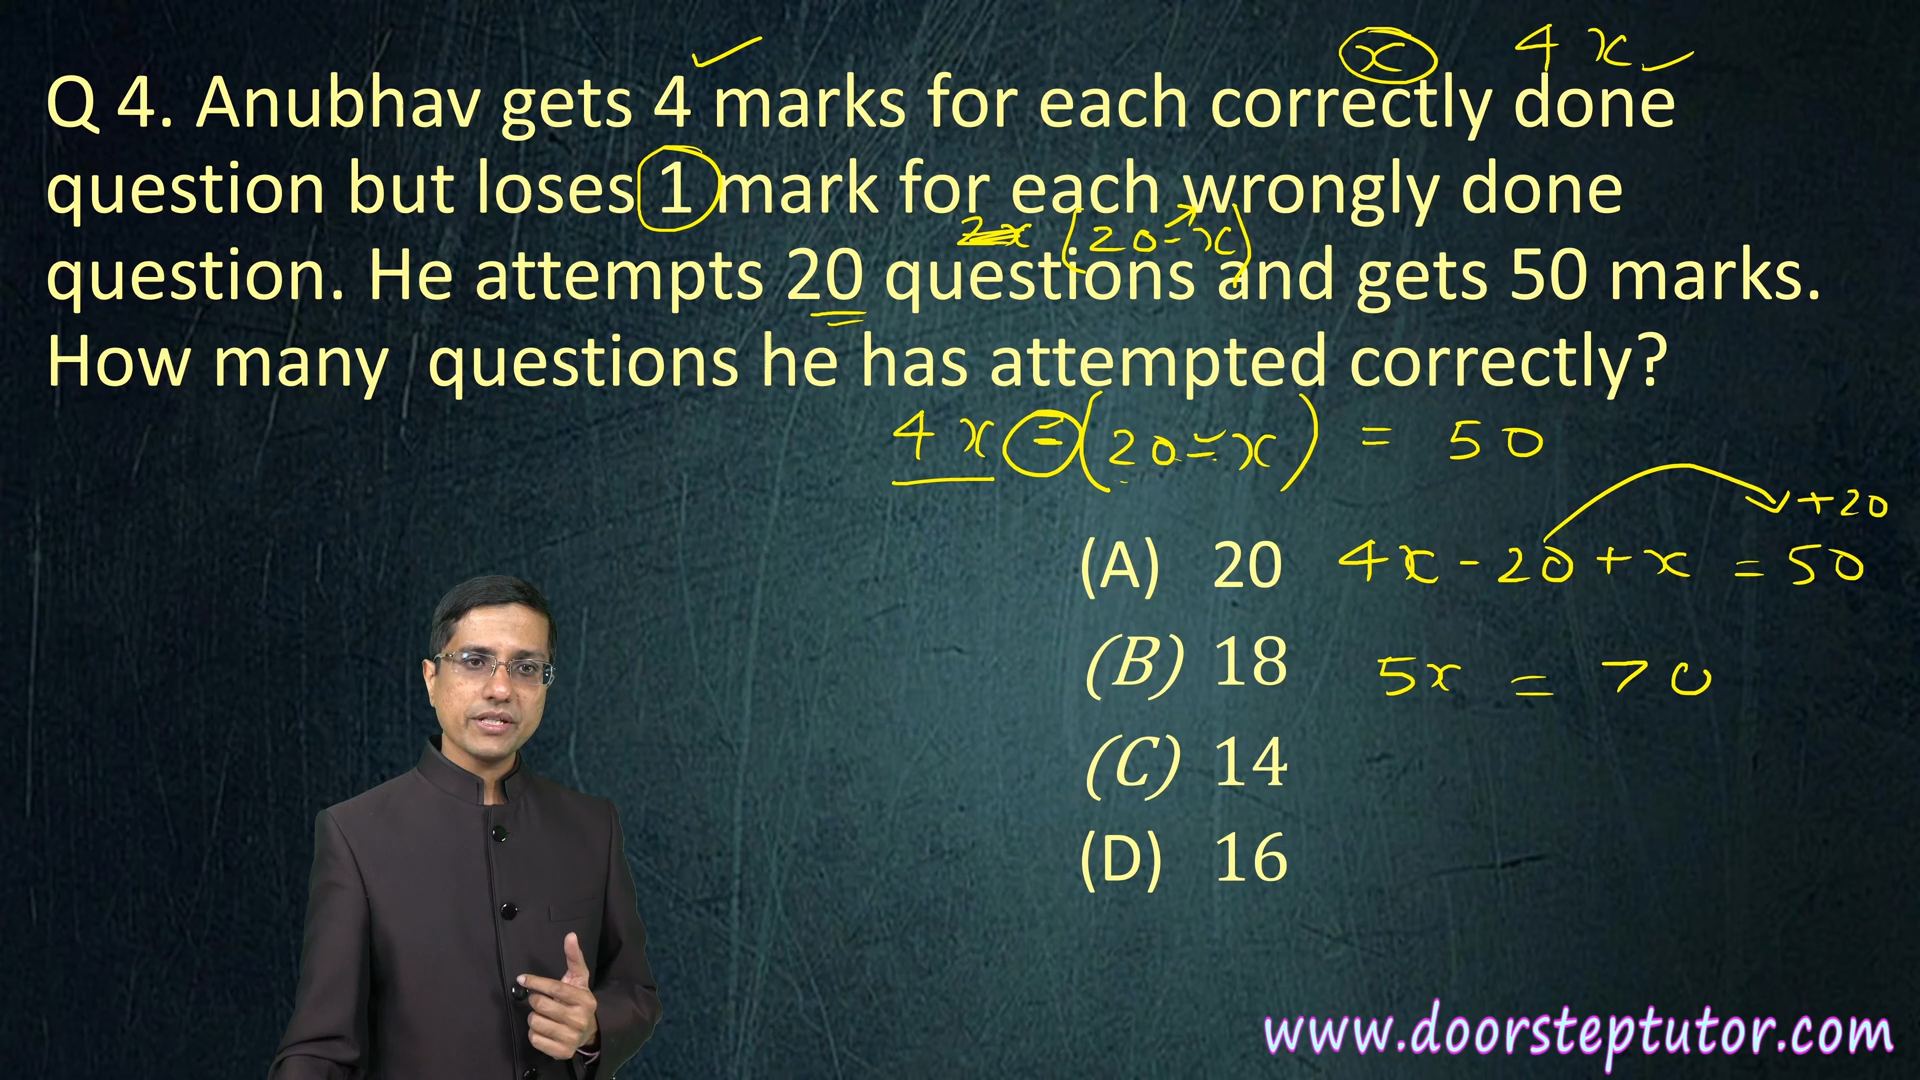 x 4 x
Q 4. Anubhav gets 4 marks for each correctly done
question but loses 1 mark for each wrongly done
(20 - x)
question. He attempts 20 questions and gets 50 marks.
How many questions he has attempted correctly?
4 x - (20 - x) = 50
+20
(A) 20 4x - 20 + x = 50
(B) 18 5x = 70
(C) 14
(D) 16
www.doorsteptutor.com